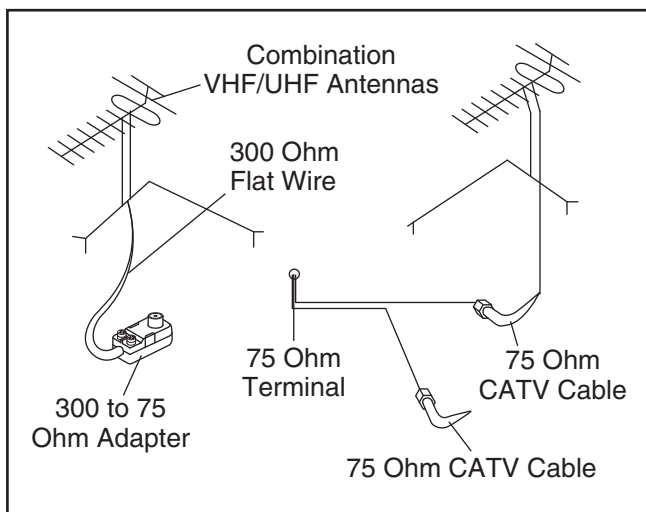 Combination
VHF/UHF Antennas
300 Ohm
Flat Wire
75 Ohm
Terminal
75 Ohm
CATV Cable
300 to 75
Ohm Adapter
75 Ohm CATV Cable